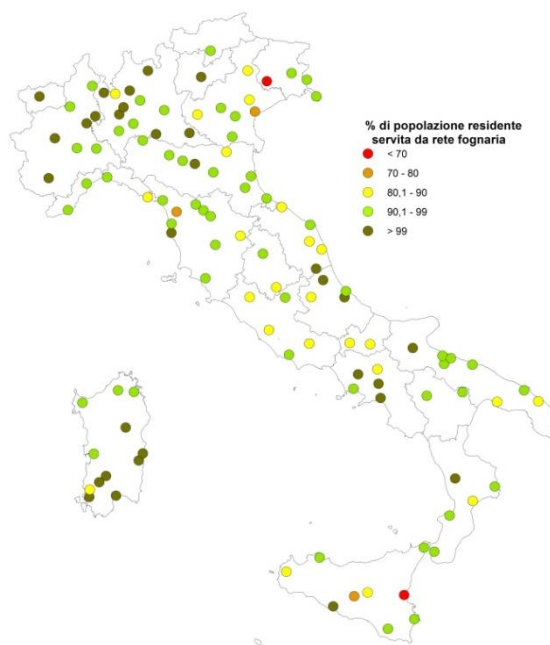 % di popolazione residente
servita da rete fognaria
< 70
70 - 80
80,1 - 90
90,1 - 99
> 99